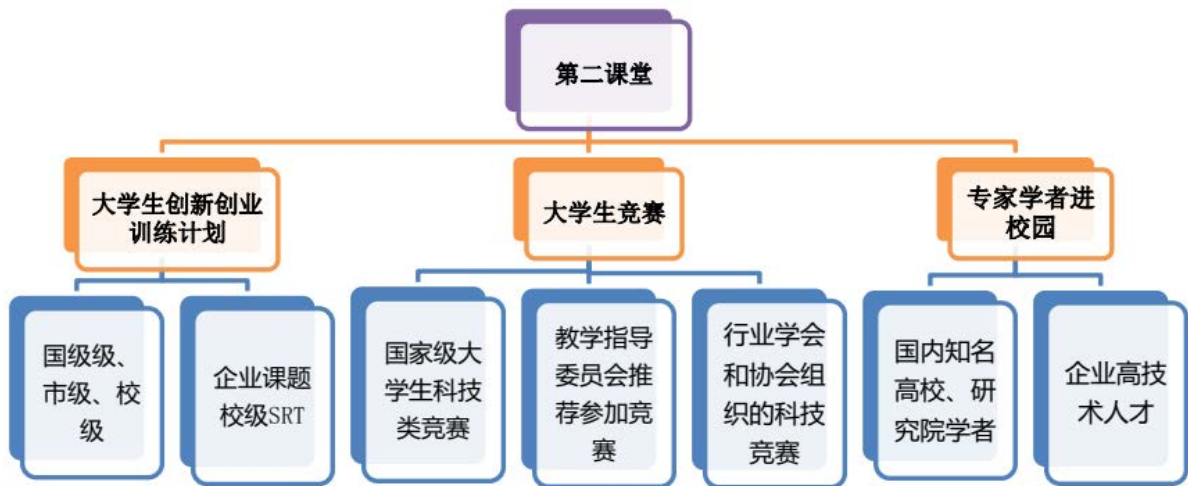 第二课堂
大学生创新创业
训练计划
大学生竞赛
专家学者进
校园
国级级、
市级、校
级
企业课题
校级SRT
国家级大
学生科技
类竞赛
教学指导
委员会推
荐参加竞
赛
行业学会
和协会组
织的科技
竞赛
国内知名
高校、研
究院学者
企业高技
术人才